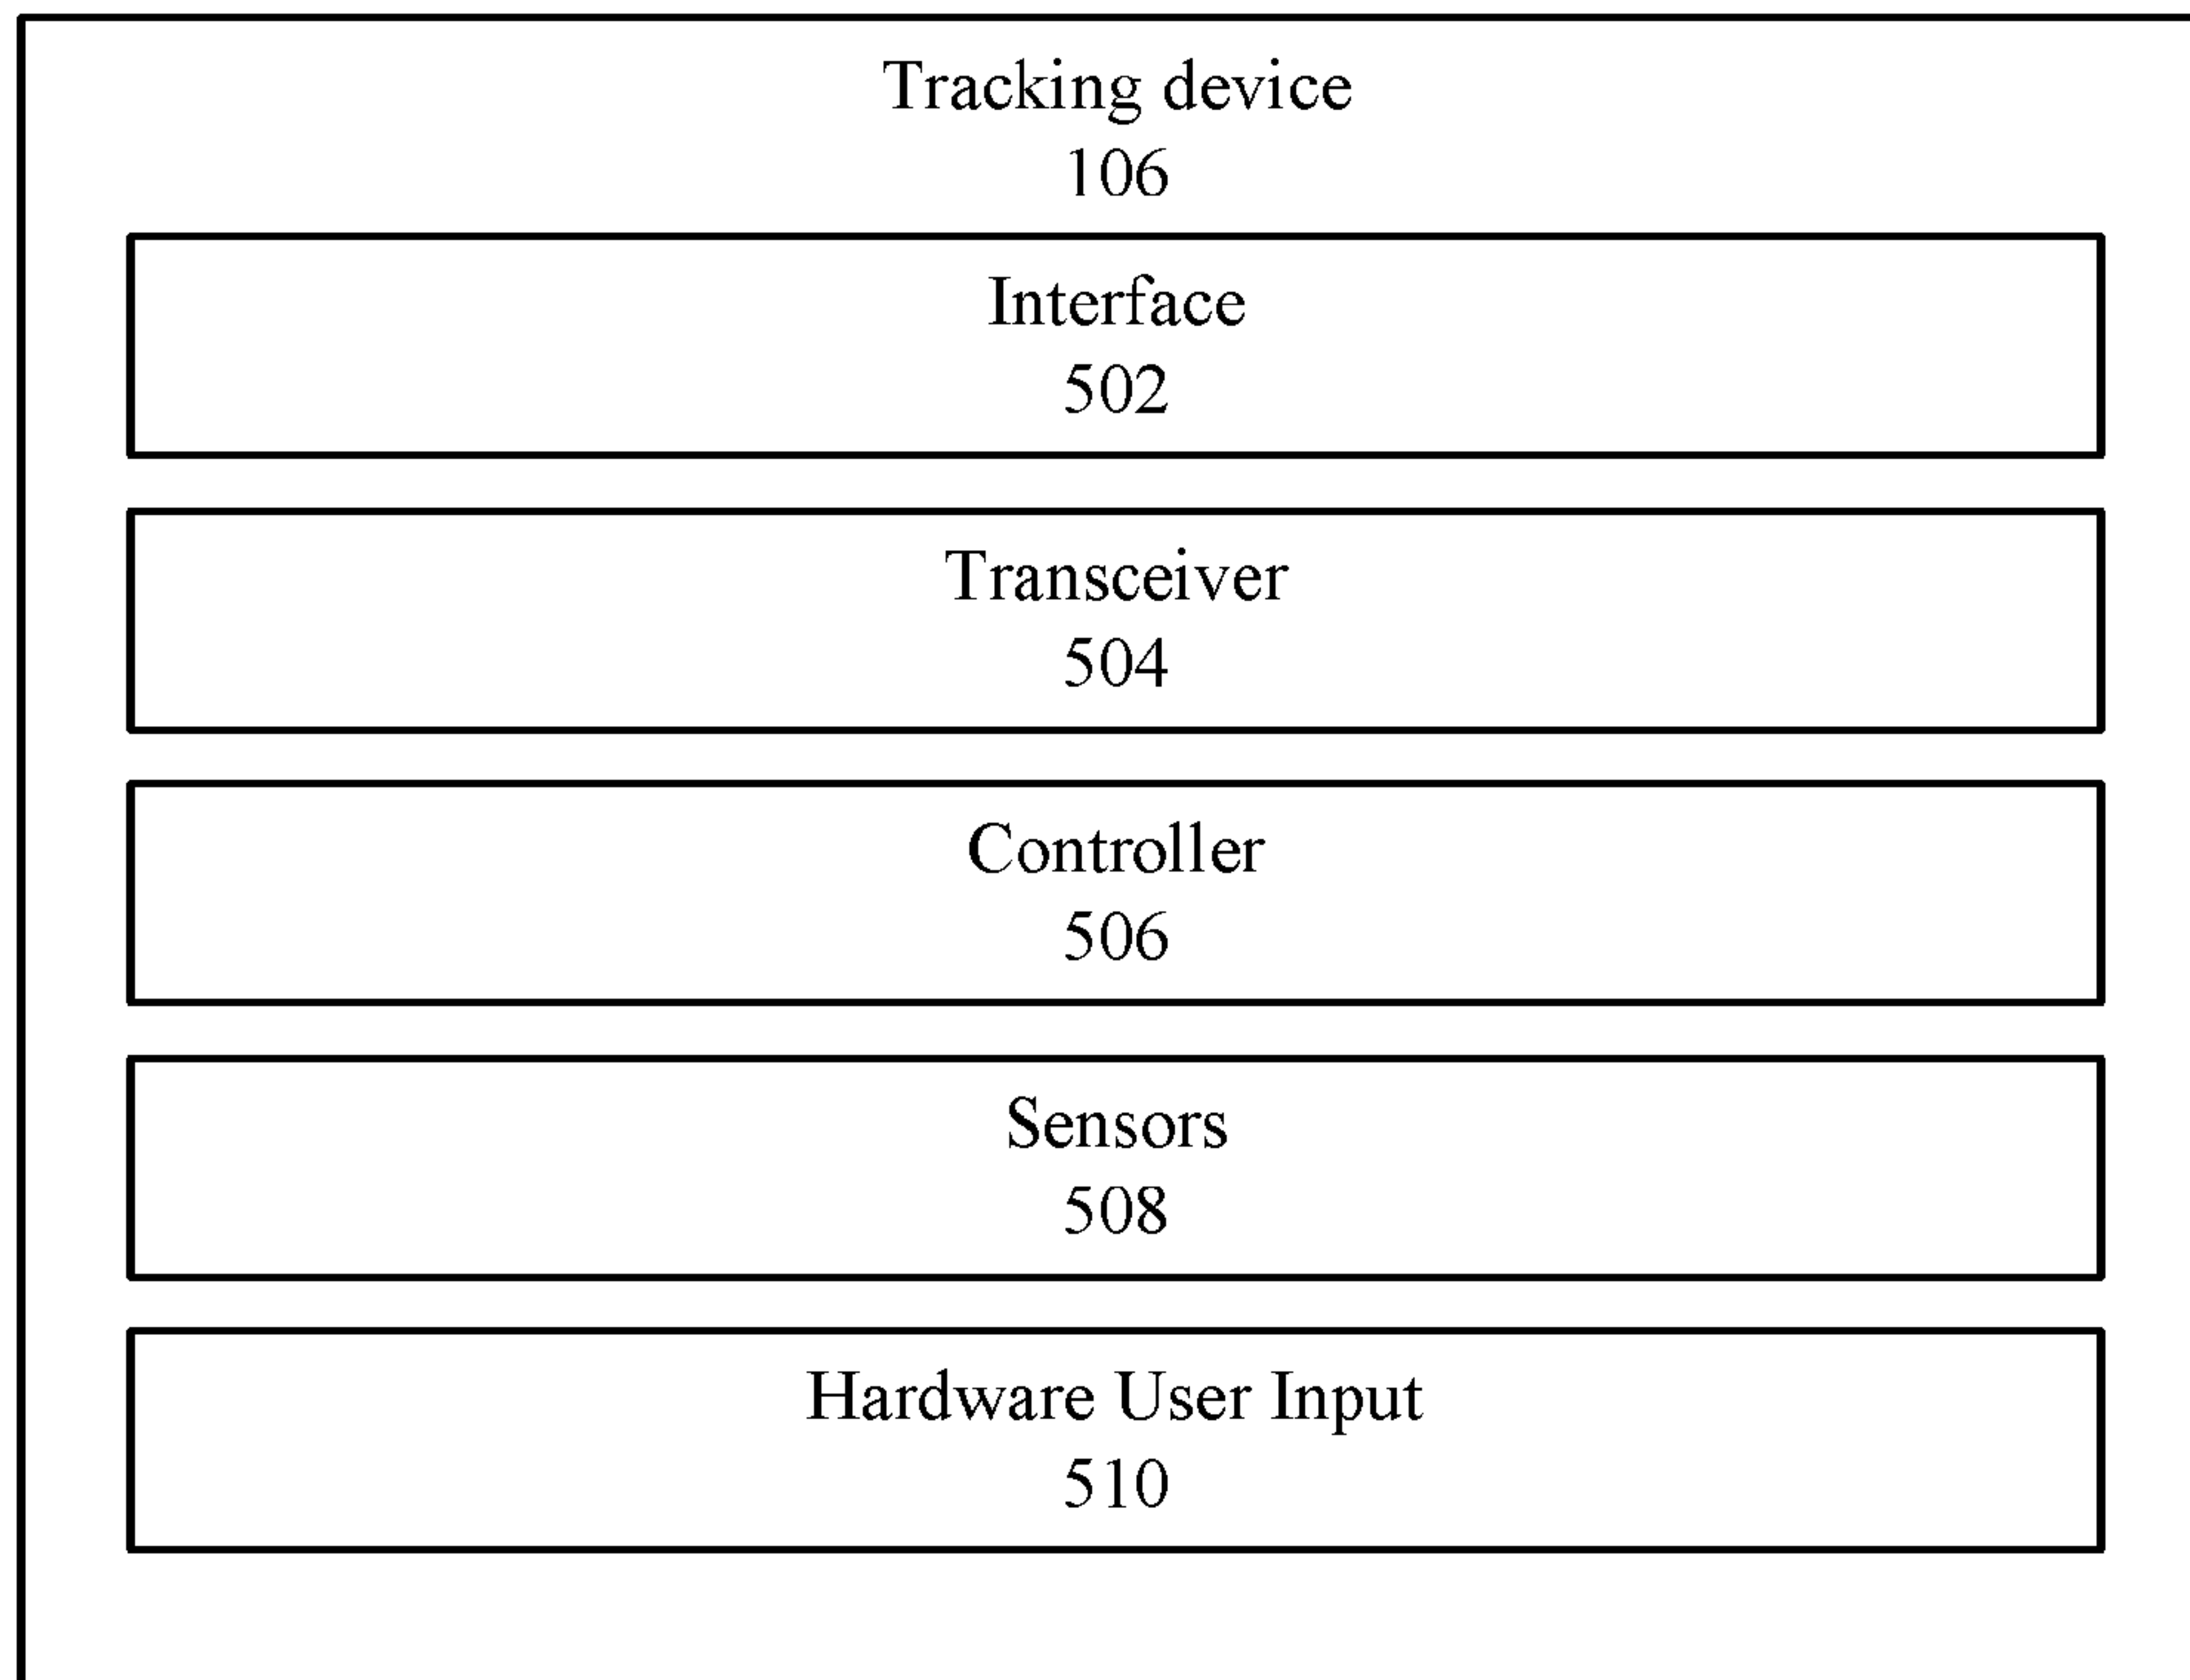 Tracking device
106
Interface
502
Transceiver
504
Controller
506
Sensors
508
Hardware User Input
510